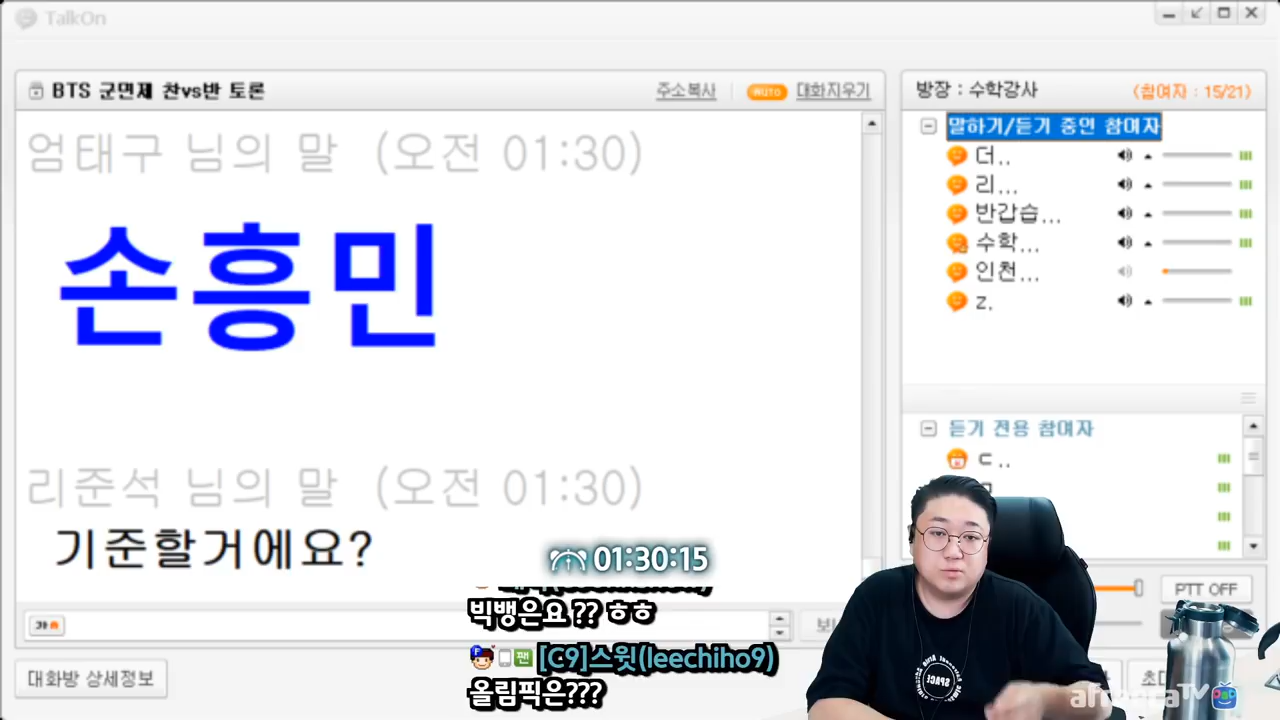 TalkOn
BTS 군면제 찬vs반 토론
주소복사
AUTO
대화지우기
엄태구 님의 말 (오전 01:30)
손흥민
리준석 님의 말 (오전 01:30)
기준할거에요?
01:30:15
빅뱅은요 ?? ㅎㅎ
팬 [C9]스윗(leechiho9)
올림픽은???
가
대화방 상세정보
방장 : 수학강사
(참여자 : 15/21)
말하기/듣기 중인 참여자
더..
리...
반갑습...
수학...
인천...
z.
듣기 전용 참여자
ㄷ..
PTT OFF
SPACE
afreecaTV